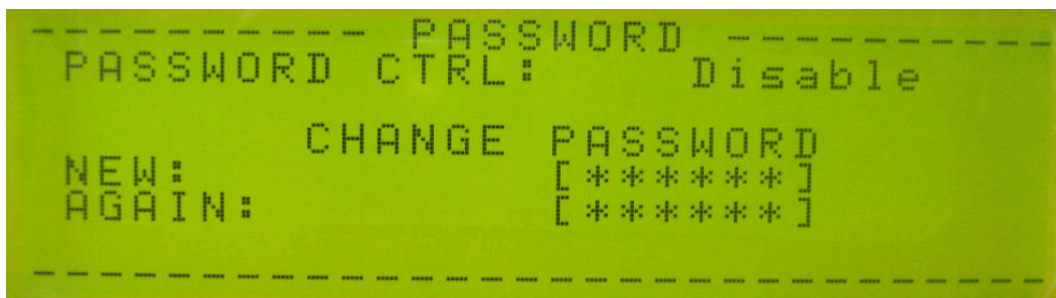 ---------- PASSWORD ----------
PASSWORD CTRL: Disable
CHANGE PASSWORD
NEW: [******]
AGAIN: [******]
------------------------------